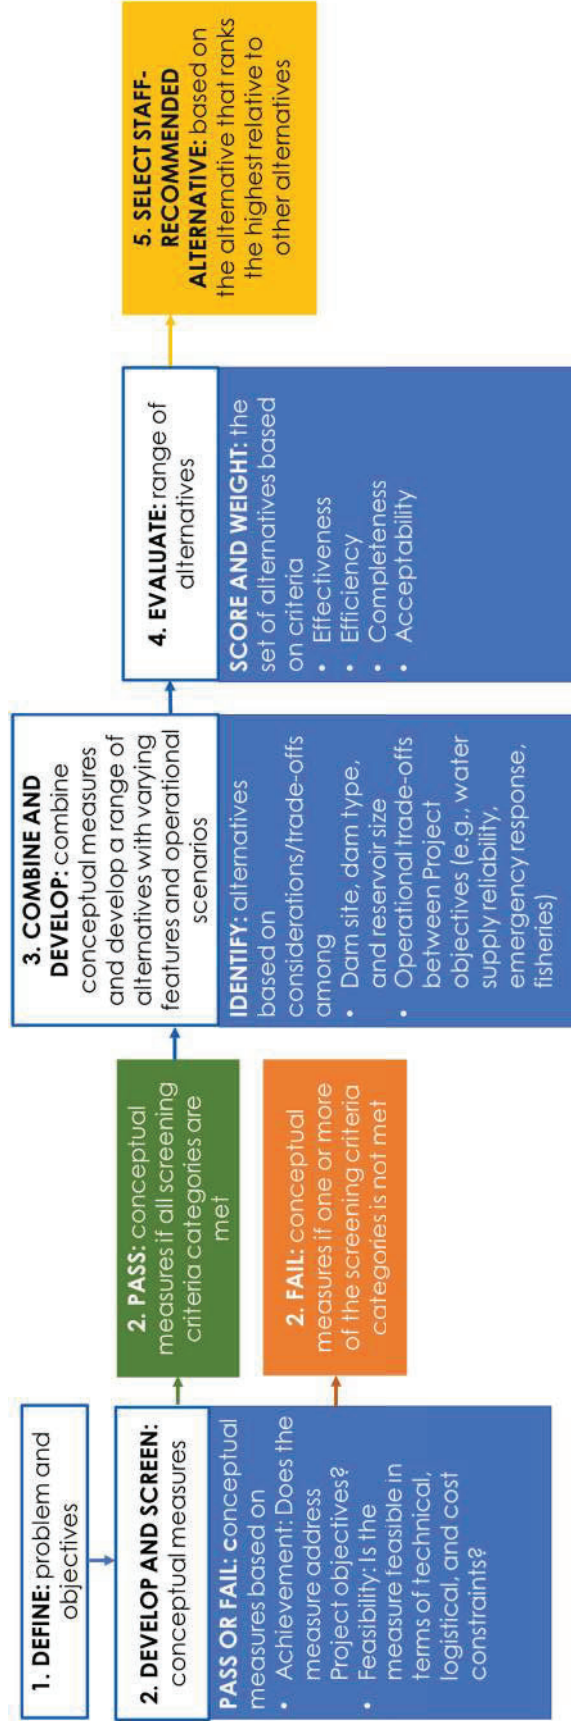 1. DEFINE: problem and
objectives
2. DEVELOP AND SCREEN:
conceptual measures
PASS OR FAIL: conceptual
measures based on
• Achievement: Does the
measure address
Project objectives?
• Feasibility: Is the
measure feasible in
terms of technical,
logistical, and cost
constraints?
2. PASS: conceptual
measures if all screening
criteria categories are
met
2. FAIL: conceptual
measures if one or more
of the screening criteria
categories is not met
3. COMBINE AND
DEVELOP: combine
conceptual measures
and develop a range of
alternatives with varying
features and operational
scenarios
IDENTIFY: alternatives
based on
considerations/trade-offs
among
• Dam site, dam type,
and reservoir size
• Operational trade-offs
between Project
objectives (e.g., water
supply reliability,
emergency response,
fisheries)
4. EVALUATE: range of
alternatives
SCORE AND WEIGHT: the
set of alternatives based
on criteria
• Effectiveness
• Efficiency
• Completeness
• Acceptability
5. SELECT STAFF-
RECOMMENDED
ALTERNATIVE: based on
the alternative that ranks
the highest relative to
other alternatives